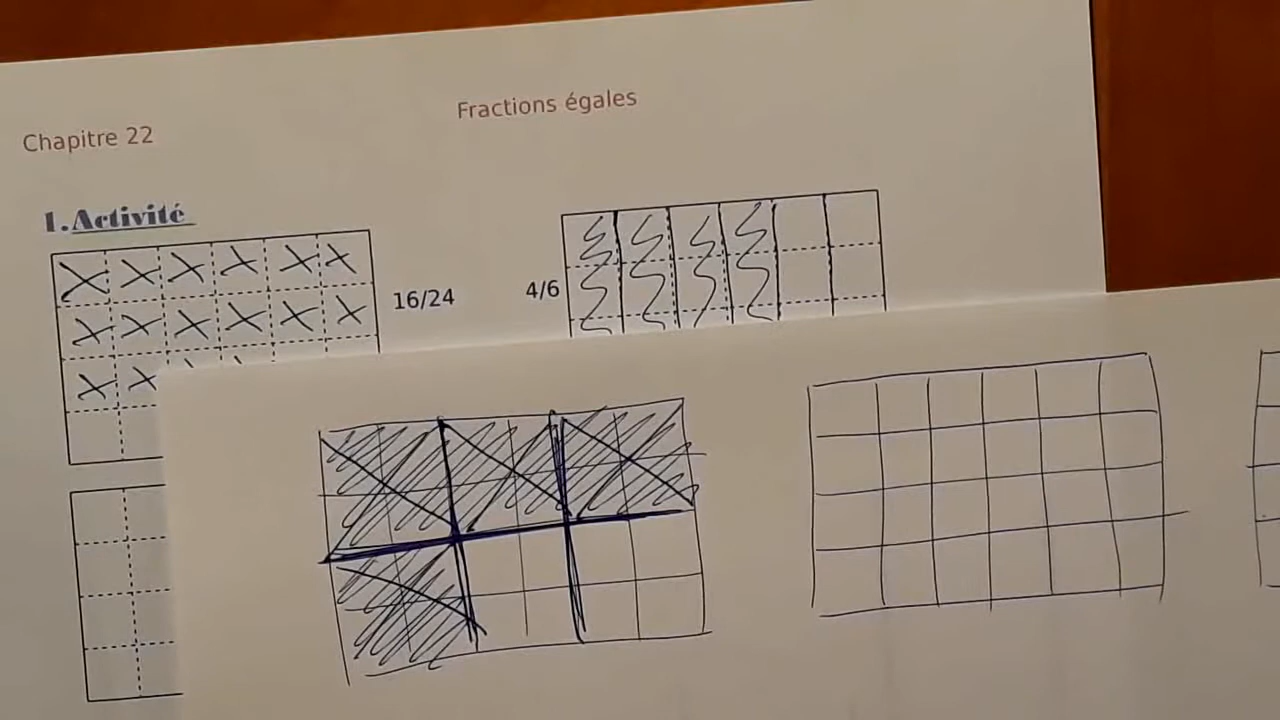 Chapitre 22
Fractions égales
1.Activité
16/24
4/6